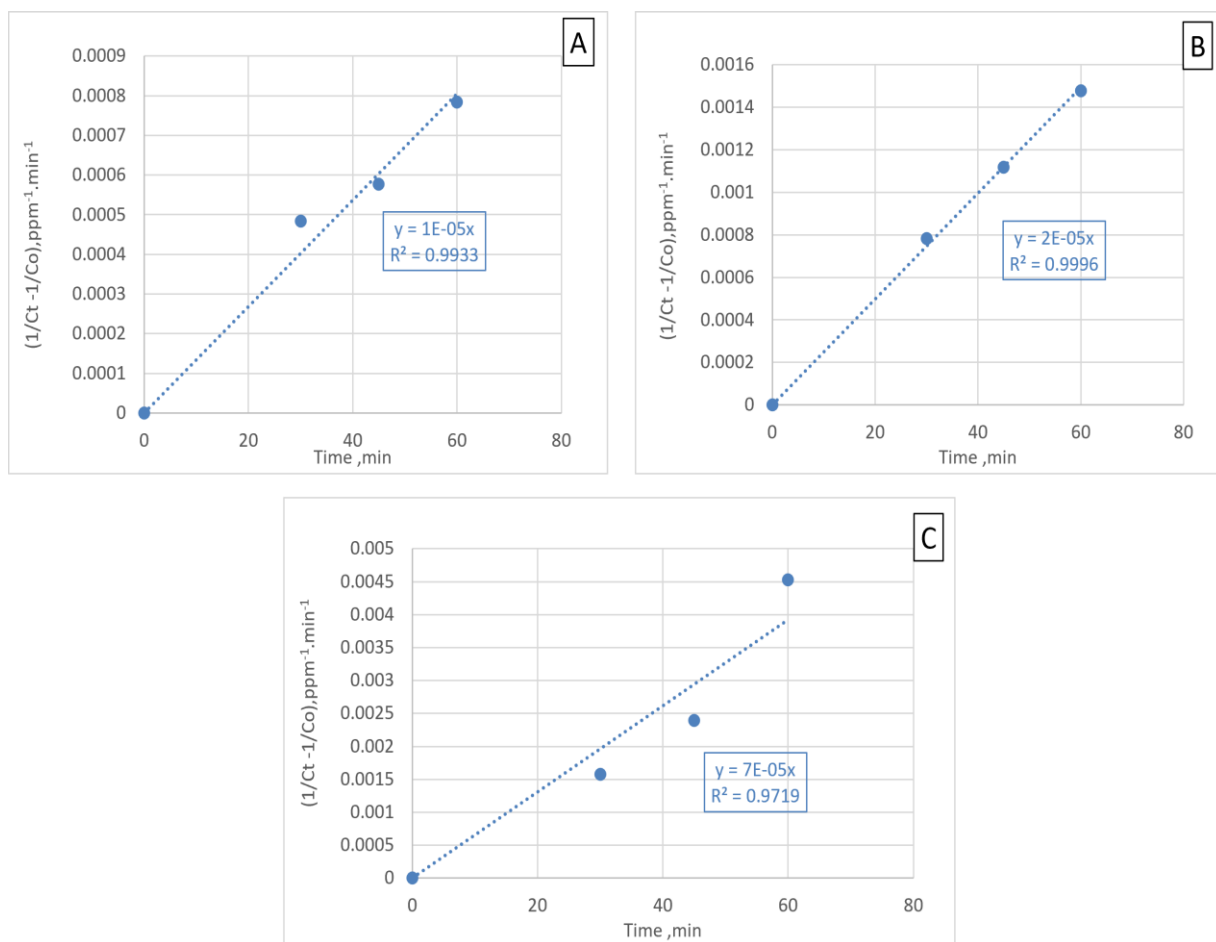 A
(1/Ct -1/Co),ppm⁻¹.min⁻¹
0.0009
0.0008
0.0007
0.0006
0.0005
0.0004
0.0003
0.0002
0.0001
0
y = 1E-05x
R² = 0.9933
0 20 40 60 80
Time ,min
B
(1/Ct -1/Co),ppm⁻¹.min⁻¹
0.0016
0.0014
0.0012
0.001
0.0008
0.0006
0.0004
0.0002
0
y = 2E-05x
R² = 0.9996
0 20 40 60 80
Time ,min
C
(1/Ct -1/Co),ppm⁻¹.min⁻¹
0.005
0.0045
0.004
0.0035
0.003
0.0025
0.002
0.0015
0.001
0.0005
0
y = 7E-05x
R² = 0.9719
0 20 40 60 80
Time ,min